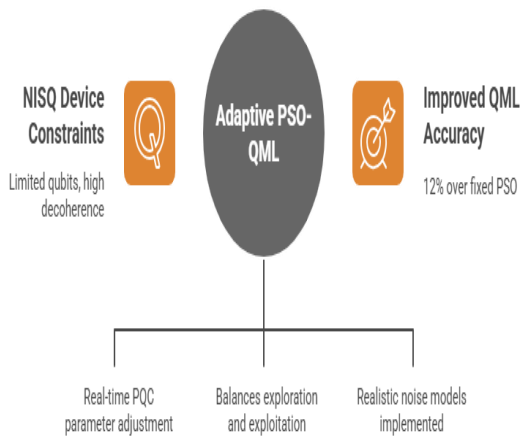 NISQ Device
Constraints
Limited qubits, high
decoherence
Adaptive PSO-
QML
Improved QML
Accuracy
12% over fixed PSO
Real-time PQC
parameter adjustment
Balances exploration
and exploitation
Realistic noise models
implemented